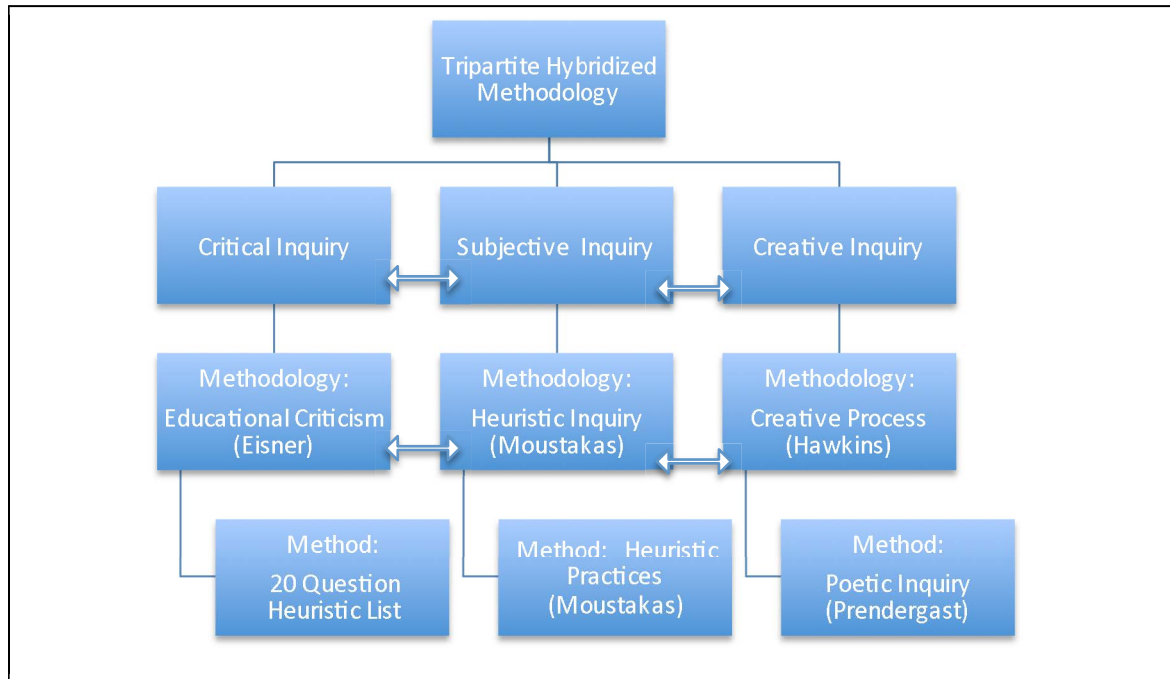 Tripartite Hybridized
Methodology
Critical Inquiry
Subjective Inquiry
Creative Inquiry
Methodology:
Educational Criticism
(Eisner)
Methodology:
Heuristic Inquiry
(Moustakas)
Methodology:
Creative Process
(Hawkins)
Method:
20 Question
Heuristic List
Method: Heuristic
Practices
(Moustakas)
Method:
Poetic Inquiry
(Prendergast)